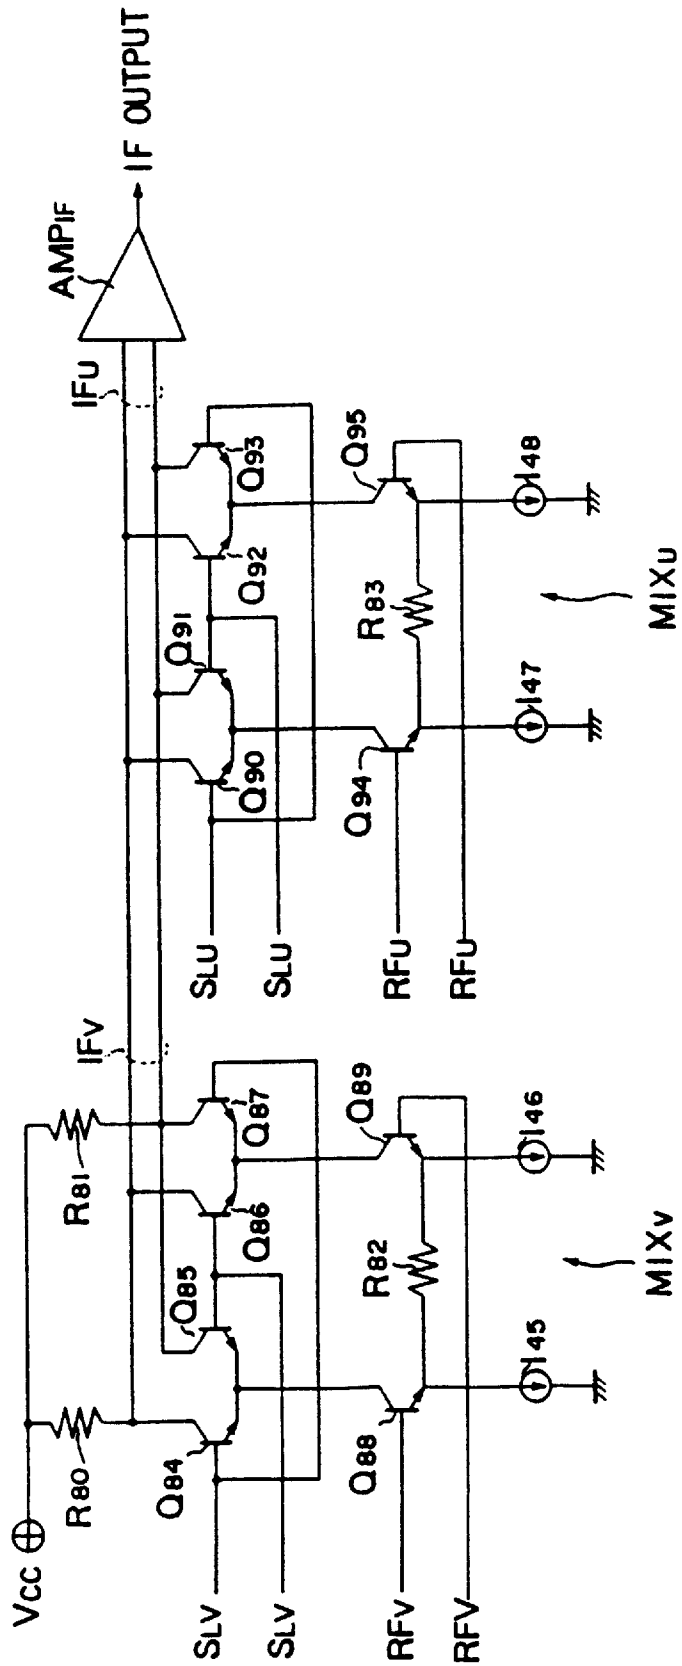 VCC
R80
R81
IFV
IFU
AMPIF
IF OUTPUT
Q84
Q85
Q86
Q87
Q90
Q91
Q92
Q93
SLV
SLV
SLU
SLU
Q88
R82
Q89
Q94
R83
Q95
RFV
RFV
RFU
RFU
I45
I46
I47
I48
MIXV
MIXU